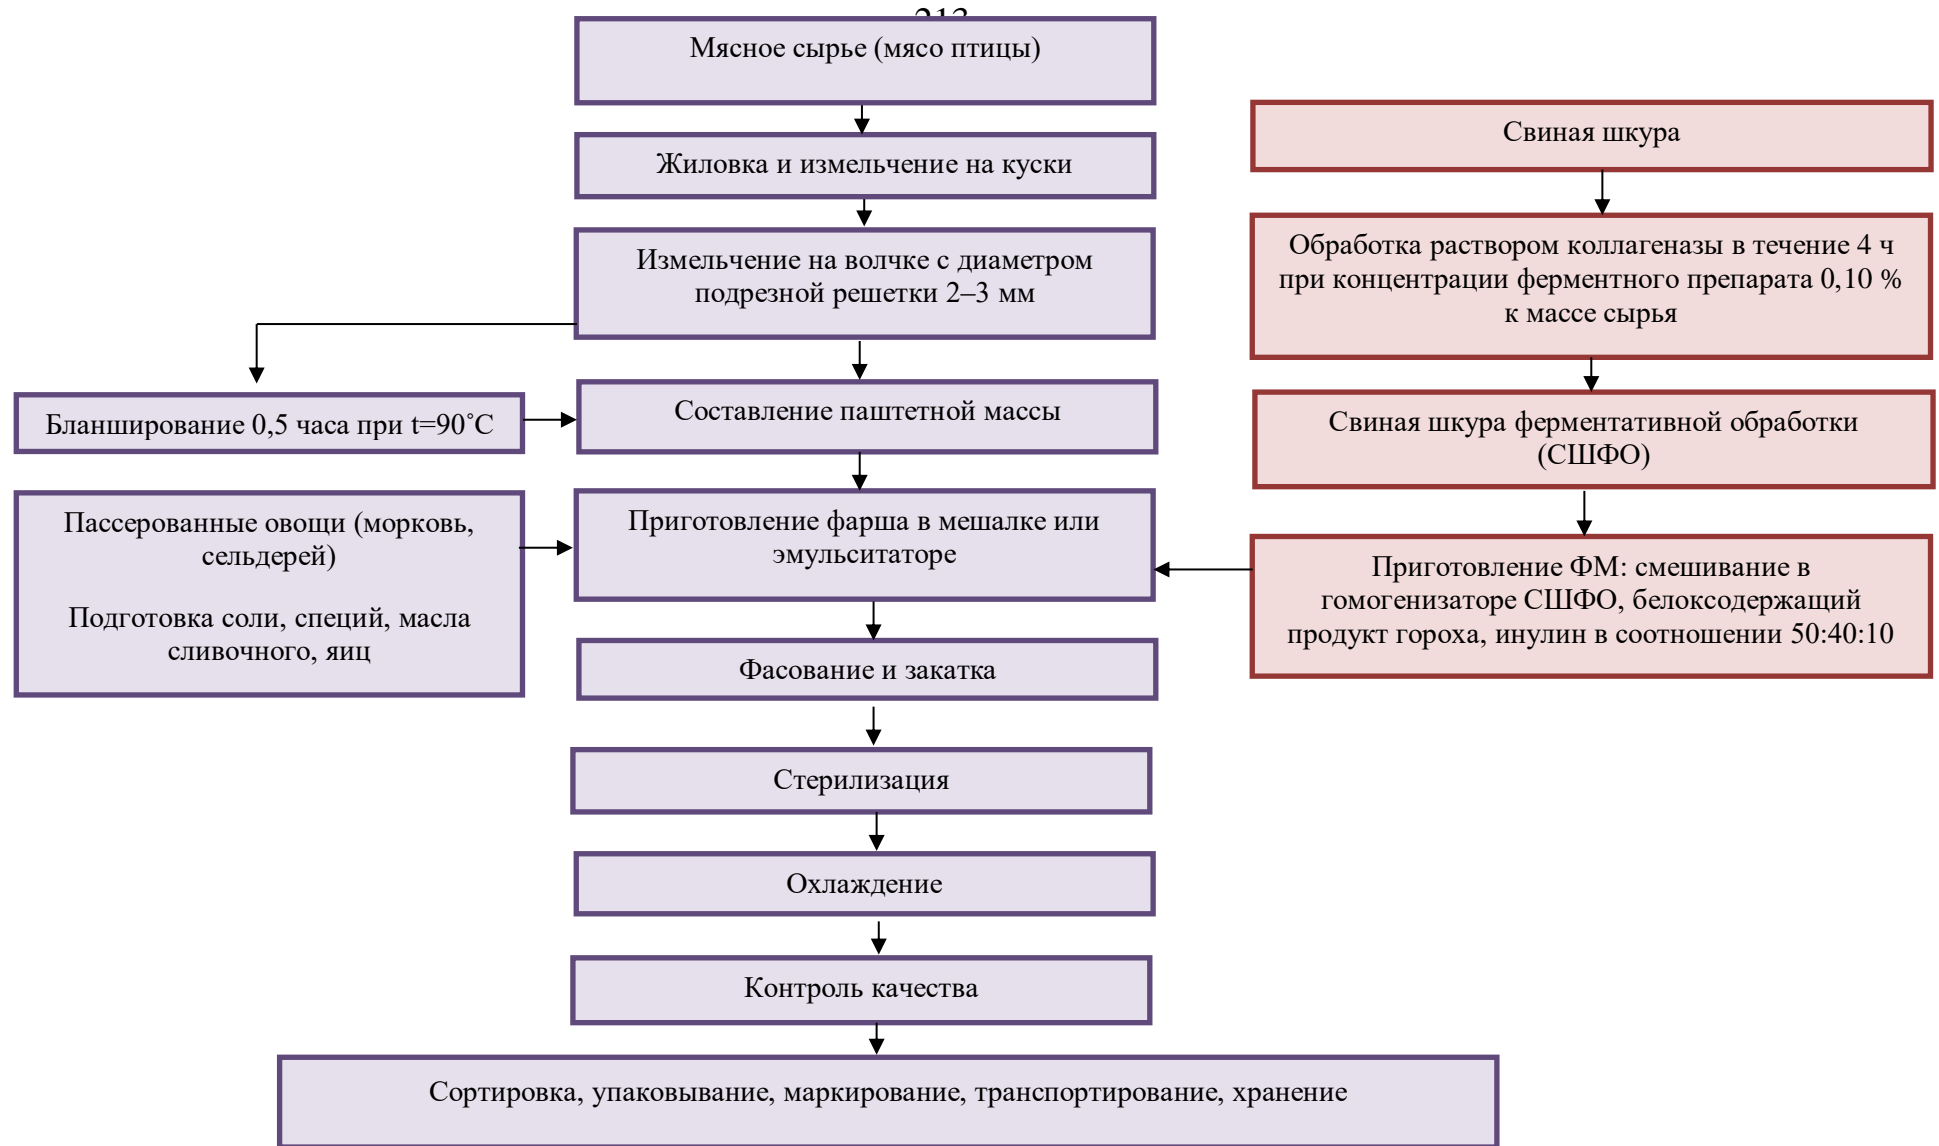 213
Мясное сырье (мясо птицы)
Жиловка и измельчение на куски
Измельчение на волчке с диаметром
подрезной решетки 2–3 мм
Бланширование 0,5 часа при t=90˚C
Составление паштетной массы
Пассерованные овощи (морковь,
сельдерей)
Подготовка соли, специй, масла
сливочного, яиц
Приготовление фарша в мешалке или
эмульситаторе
Фасование и закатка
Стерилизация
Охлаждение
Контроль качества
Сортировка, упаковывание, маркирование, транспортирование, хранение
Свиная шкура
Обработка раствором коллагеназы в течение 4 ч
при концентрации ферментного препарата 0,10 %
к массе сырья
Свиная шкура ферментативной обработки
(СШФО)
Приготовление ФМ: смешивание в
гомогенизаторе СШФО, белоксодержащий
продукт гороха, инулин в соотношении 50:40:10